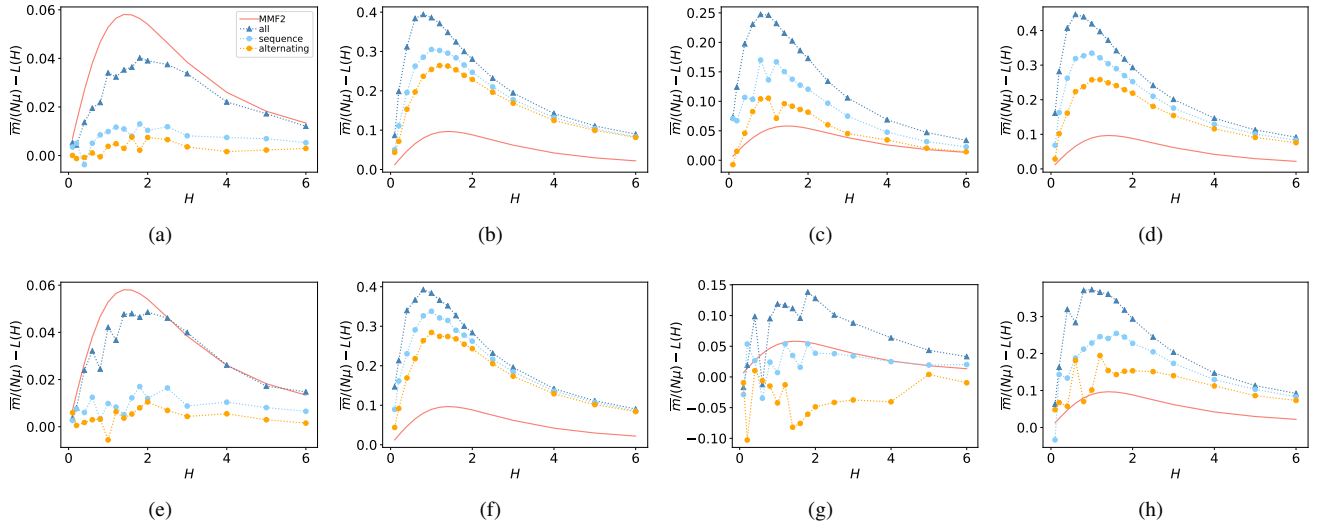 0.06
0.04
0.02
0.00
m̅/(Nμ) − L(H)
0 2 4 6
H
MMF2
all
sequence
alternating
(a)
0.4
0.3
0.2
0.1
0.0
m̅/(Nμ) − L(H)
0 2 4 6
H
(b)
0.25
0.20
0.15
0.10
0.05
0.00
m̅/(Nμ) − L(H)
0 2 4 6
H
(c)
0.4
0.3
0.2
0.1
0.0
m̅/(Nμ) − L(H)
0 2 4 6
H
(d)
0.06
0.04
0.02
0.00
m̅/(Nμ) − L(H)
0 2 4 6
H
(e)
0.4
0.3
0.2
0.1
0.0
m̅/(Nμ) − L(H)
0 2 4 6
H
(f)
0.15
0.10
0.05
0.00
−0.05
−0.10
m̅/(Nμ) − L(H)
0 2 4 6
H
(g)
0.3
0.2
0.1
0.0
m̅/(Nμ) − L(H)
0 2 4 6
H
(h)